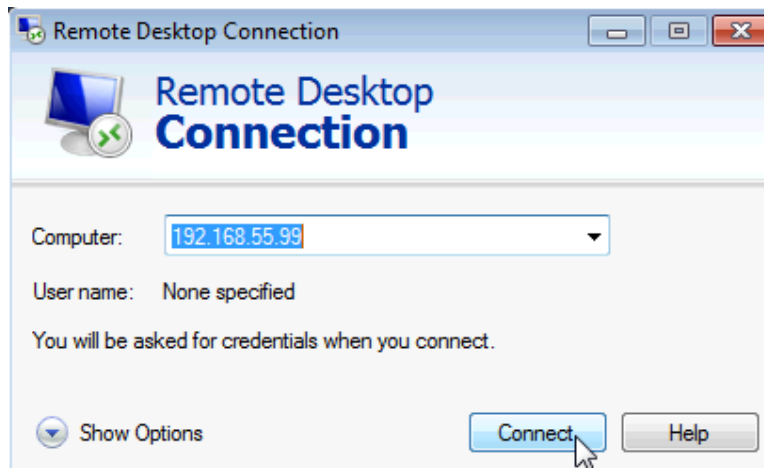 Remote Desktop Connection
Remote Desktop
Connection
Computer: 192.168.55.99
User name: None specified
You will be asked for credentials when you connect.
Show Options Connect Help